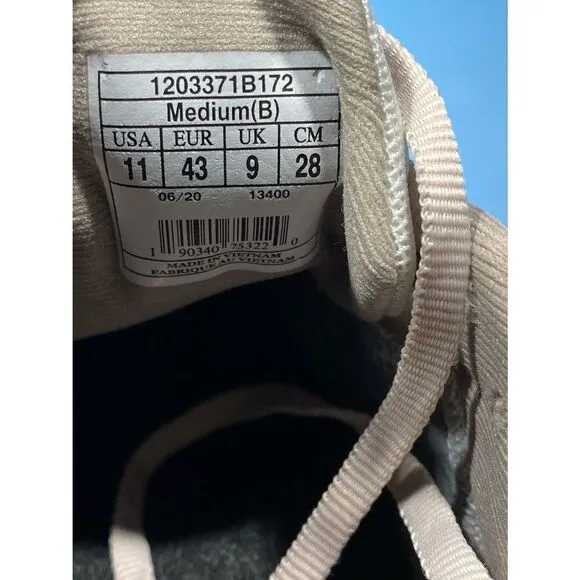 1203371B172
Medium(B)
USA EUR UK CM
11 43 9 28
06/20 13400
1 90340 75322 0
MADE IN VIETNAM
FABRIQUE AU VIETNAM